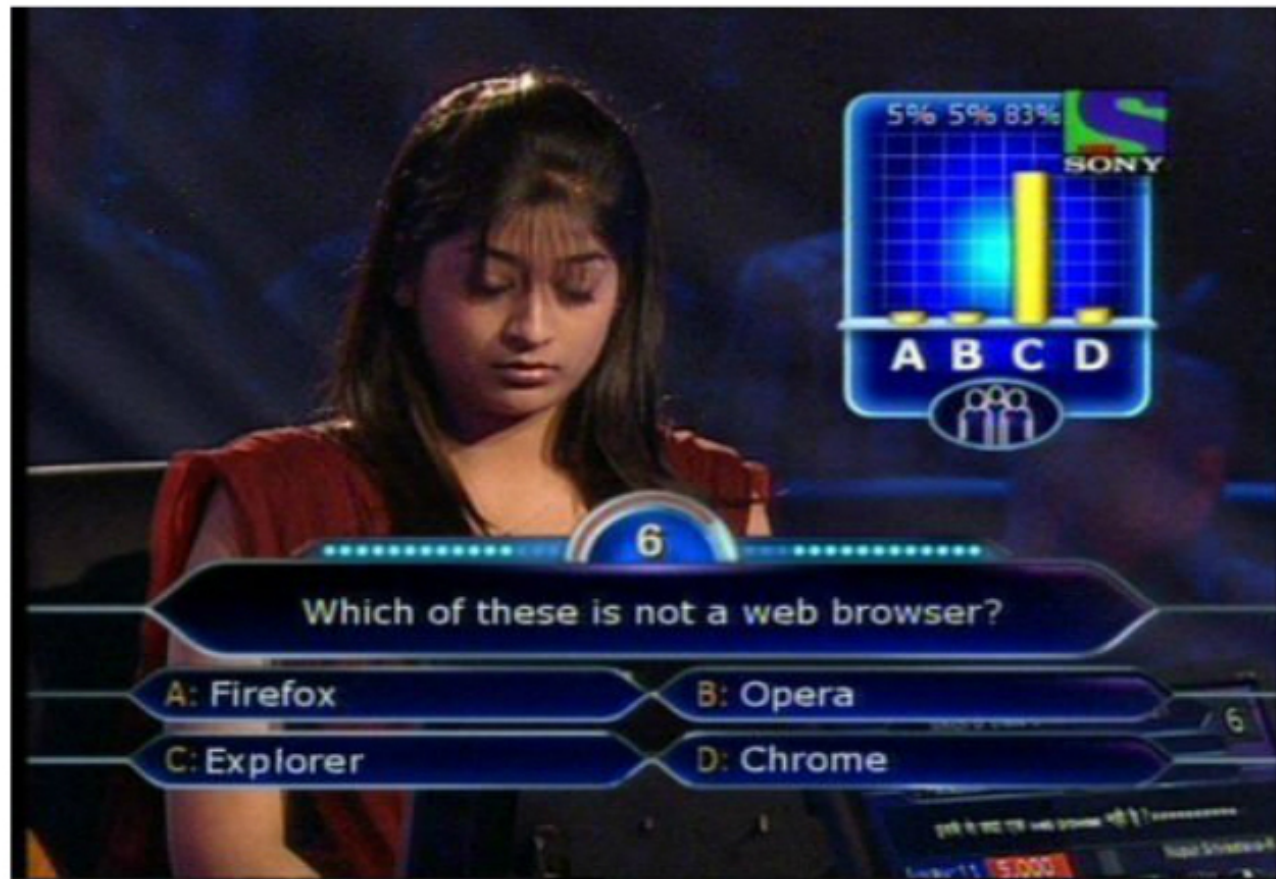 5% 5% 83%
SONY
A B C D
6
Which of these is not a web browser?
A: Firefox
B: Opera
C: Explorer
D: Chrome
6
5,000